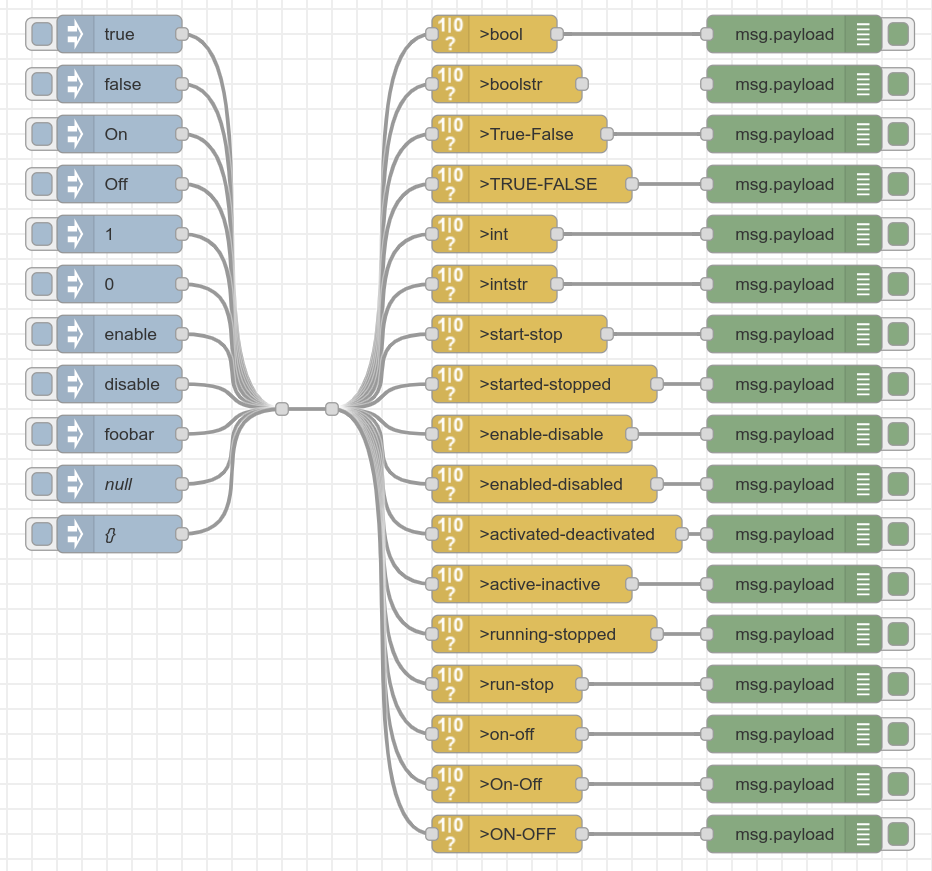 true
false
On
Off
1
0
enable
disable
foobar
null
{}
1|0
?
>bool
msg.payload
1|0
?
>boolstr
msg.payload
1|0
?
>True-False
msg.payload
1|0
?
>TRUE-FALSE
msg.payload
1|0
?
>int
msg.payload
1|0
?
>intstr
msg.payload
1|0
?
>start-stop
msg.payload
1|0
?
>started-stopped
msg.payload
1|0
?
>enable-disable
msg.payload
1|0
?
>enabled-disabled
msg.payload
1|0
?
>activated-deactivated
msg.payload
1|0
?
>active-inactive
msg.payload
1|0
?
>running-stopped
msg.payload
1|0
?
>run-stop
msg.payload
1|0
?
>on-off
msg.payload
1|0
?
>On-Off
msg.payload
1|0
?
>ON-OFF
msg.payload